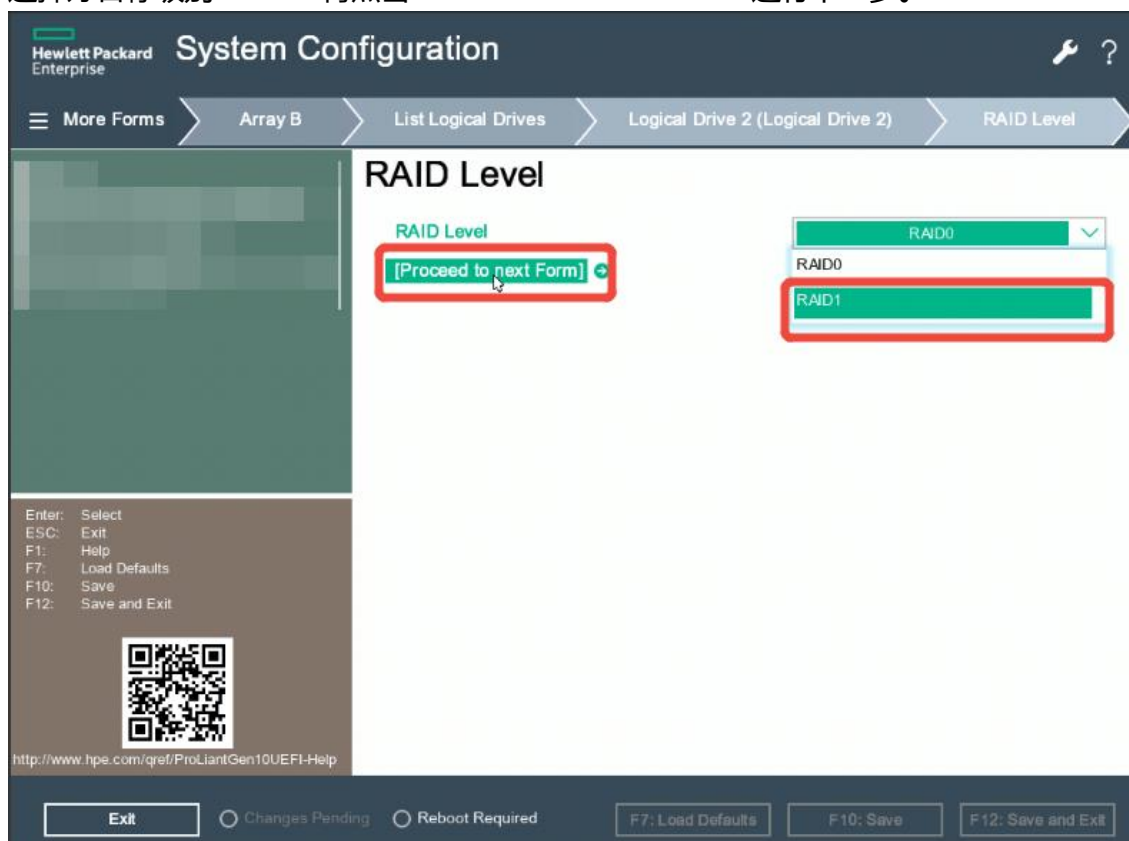 Hewlett Packard
Enterprise
System Configuration
?
More Forms
Array B
List Logical Drives
Logical Drive 2 (Logical Drive 2)
RAID Level
RAID Level
RAID Level
RAID0
[Proceed to next Form]
RAID0
RAID1
Enter: Select
ESC: Exit
F1: Help
F7: Load Defaults
F10: Save
F12: Save and Exit
http://www.hpe.com/qref/ProLiantGen10UEFI-Help
Exit
Changes Pending
Reboot Required
F7: Load Defaults
F10: Save
F12: Save and Exit